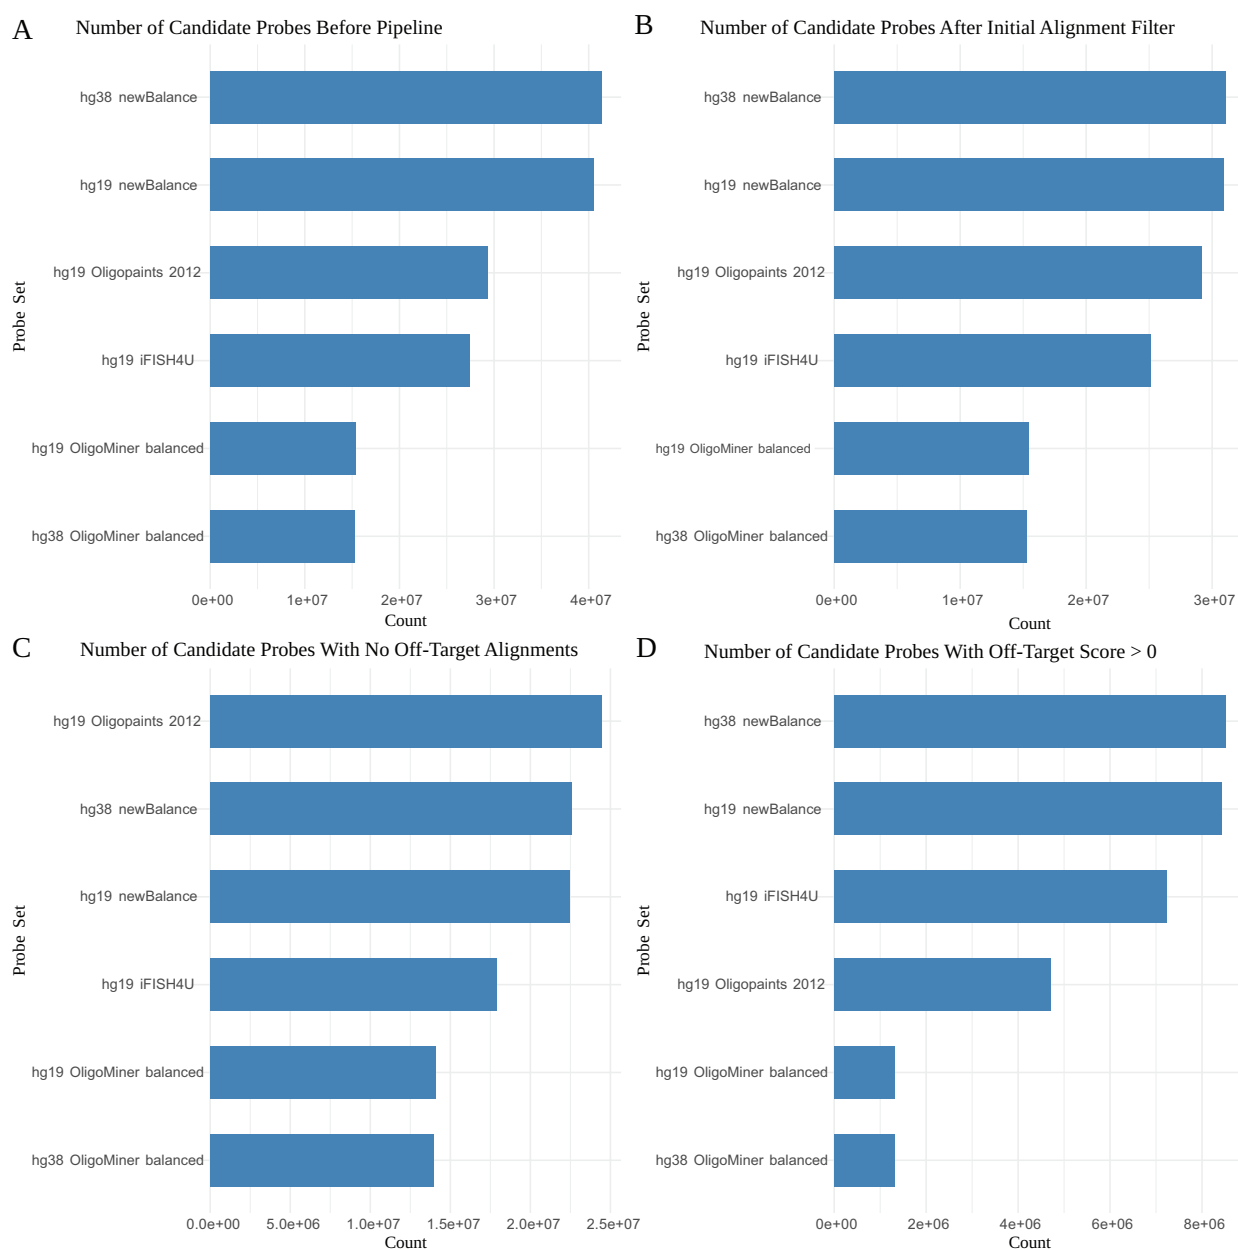 A
Number of Candidate Probes Before Pipeline
Probe Set
hg38 newBalance
hg19 newBalance
hg19 Oligopaints 2012
hg19 iFISH4U
hg19 OligoMiner balanced
hg38 OligoMiner balanced
0e+00 1e+07 2e+07 3e+07 4e+07
Count
B
Number of Candidate Probes After Initial Alignment Filter
Probe Set
hg38 newBalance
hg19 newBalance
hg19 Oligopaints 2012
hg19 iFISH4U
hg19 OligoMiner balanced
hg38 OligoMiner balanced
0e+00 1e+07 2e+07 3e+07
Count
C
Number of Candidate Probes With No Off-Target Alignments
Probe Set
hg19 Oligopaints 2012
hg38 newBalance
hg19 newBalance
hg19 iFISH4U
hg19 OligoMiner balanced
hg38 OligoMiner balanced
0.0e+00 5.0e+06 1.0e+07 1.5e+07 2.0e+07 2.5e+07
Count
D
Number of Candidate Probes With Off-Target Score > 0
Probe Set
hg38 newBalance
hg19 newBalance
hg19 iFISH4U
hg19 Oligopaints 2012
hg19 OligoMiner balanced
hg38 OligoMiner balanced
0e+00 2e+06 4e+06 6e+06 8e+06
Count